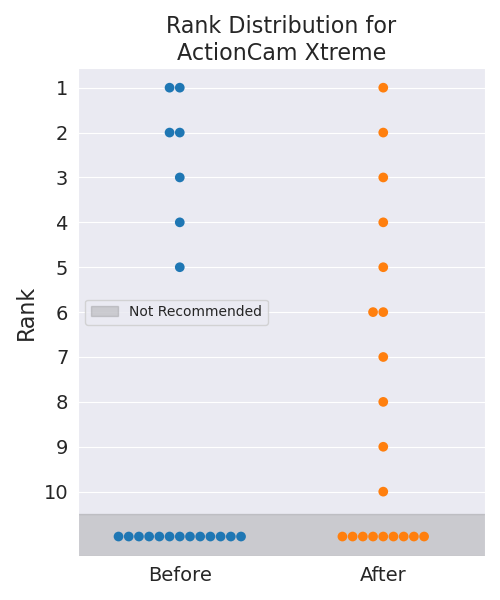 Rank Distribution for
ActionCam Xtreme
1
2
3
4
5
6
7
8
9
10
Rank
Not Recommended
Before
After